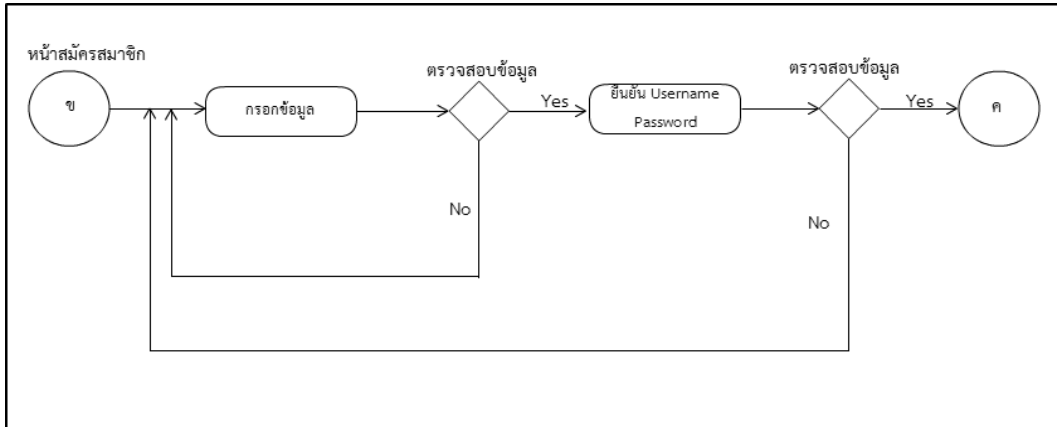 หน้าสมัครสมาชิก
ข
กรอกข้อมูล
ตรวจสอบข้อมูล
Yes
No
ยืนยัน Username
Password
ตรวจสอบข้อมูล
Yes
No
ค